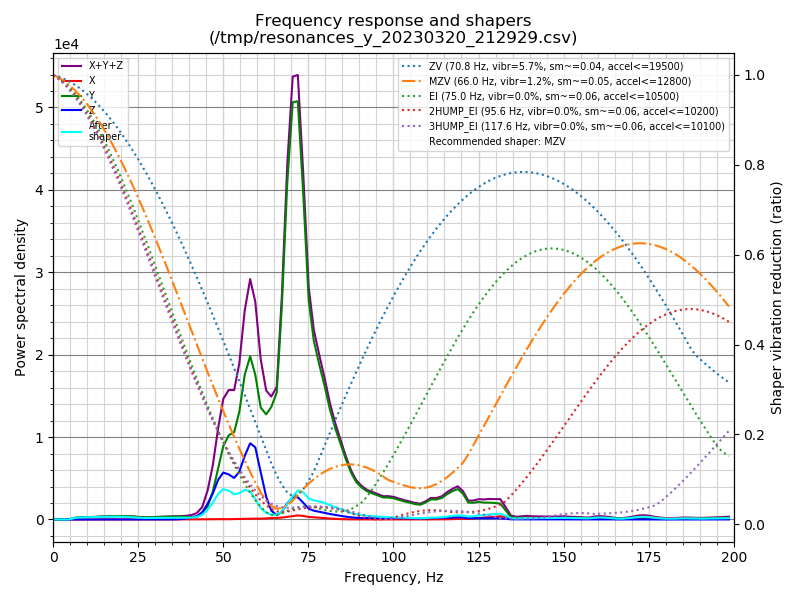 Frequency response and shapers
(/tmp/resonances_y_20230320_212929.csv)
1e4
X+Y+Z
X
Y
Z
After
shaper
ZV (70.8 Hz, vibr=5.7%, sm~=0.04, accel<=19500)
MZV (66.0 Hz, vibr=1.2%, sm~=0.05, accel<=12800)
EI (75.0 Hz, vibr=0.0%, sm~=0.06, accel<=10500)
2HUMP_EI (95.6 Hz, vibr=0.0%, sm~=0.06, accel<=10200)
3HUMP_EI (117.6 Hz, vibr=0.0%, sm~=0.06, accel<=10100)
Recommended shaper: MZV
5
4
3
2
1
0
Power spectral density
1.0
0.8
0.6
0.4
0.2
0.0
Shaper vibration reduction (ratio)
0 25 50 75 100 125 150 175 200
Frequency, Hz